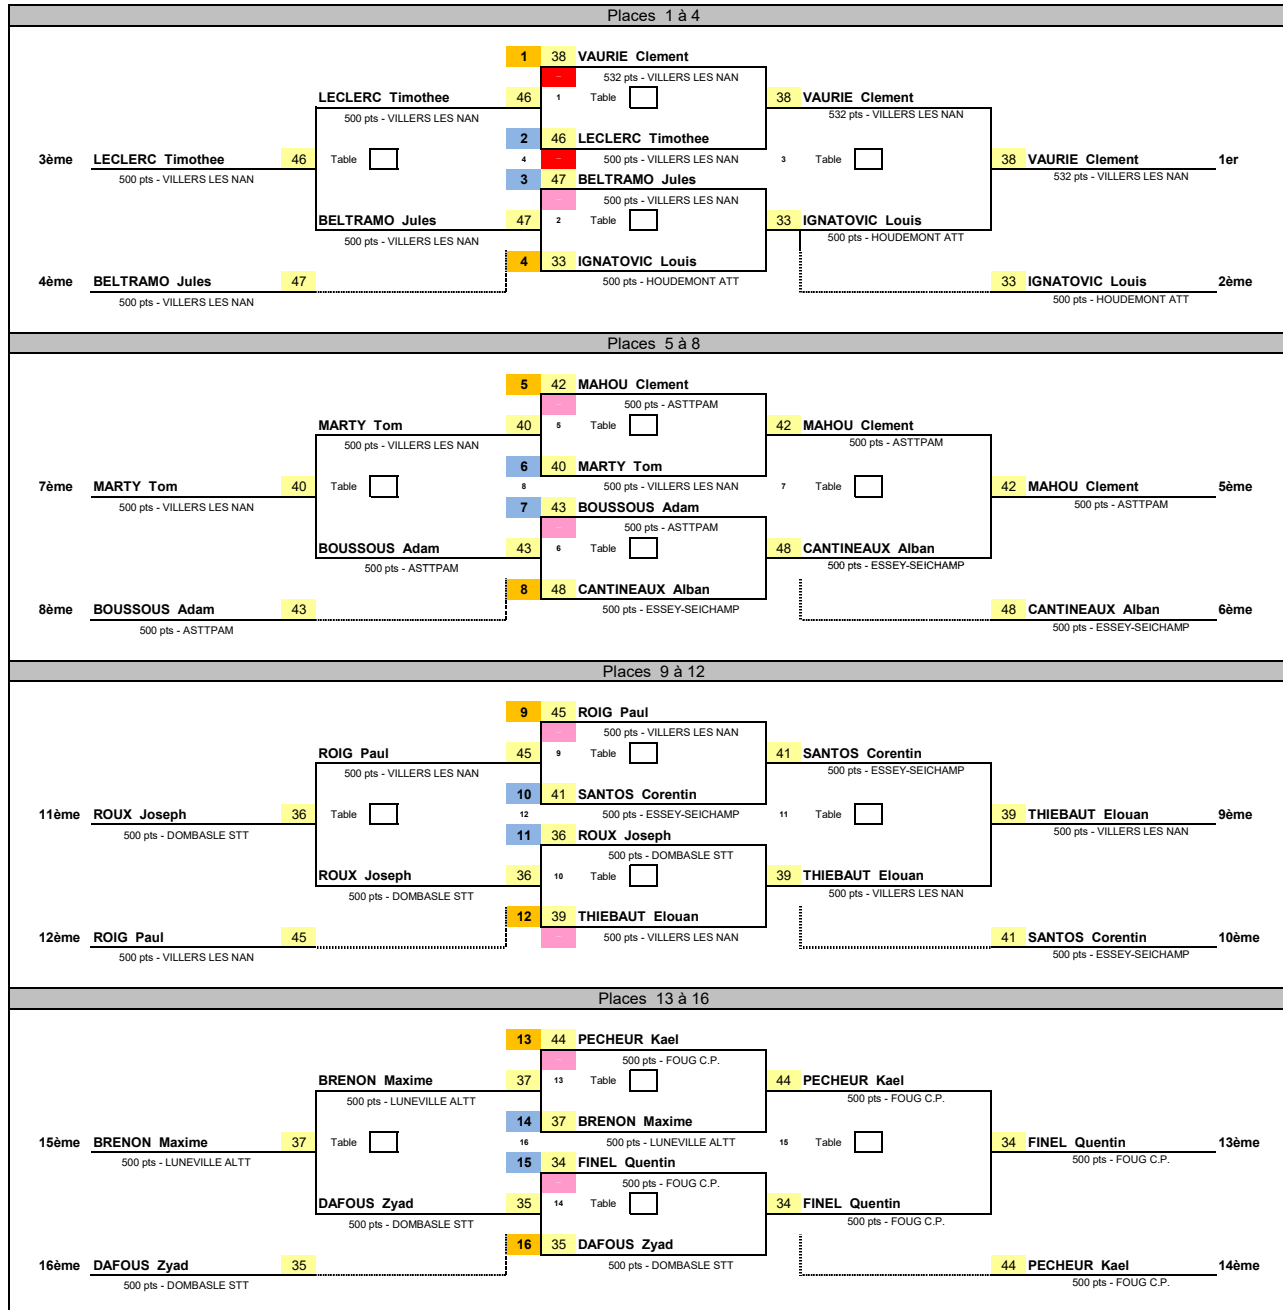 Places 1 à 4
1 38 VAURIE Clement
532 pts - VILLERS LES NAN
LECLERC Timothee 46 1 Table 38 VAURIE Clement
500 pts - VILLERS LES NAN 532 pts - VILLERS LES NAN
2 46 LECLERC Timothee
3ème LECLERC Timothee 46 Table 4 500 pts - VILLERS LES NAN 3 Table 38 VAURIE Clement 1er
500 pts - VILLERS LES NAN 3 47 BELTRAMO Jules 532 pts - VILLERS LES NAN
500 pts - VILLERS LES NAN
BELTRAMO Jules 47 2 Table 33 IGNATOVIC Louis
500 pts - VILLERS LES NAN 500 pts - HOUDEMONT ATT
4 33 IGNATOVIC Louis
4ème BELTRAMO Jules 47 500 pts - HOUDEMONT ATT 33 IGNATOVIC Louis 2ème
500 pts - VILLERS LES NAN 500 pts - HOUDEMONT ATT
Places 5 à 8
5 42 MAHOU Clement
500 pts - ASTTPAM
MARTY Tom 40 5 Table 42 MAHOU Clement
500 pts - VILLERS LES NAN 500 pts - ASTTPAM
6 40 MARTY Tom
7ème MARTY Tom 40 Table 8 500 pts - VILLERS LES NAN 7 Table 42 MAHOU Clement 5ème
500 pts - VILLERS LES NAN 7 43 BOUSSOUS Adam 500 pts - ASTTPAM
500 pts - ASTTPAM
BOUSSOUS Adam 43 6 Table 48 CANTINEAUX Alban
500 pts - ASTTPAM 500 pts - ESSEY-SEICHAMP
8 48 CANTINEAUX Alban
8ème BOUSSOUS Adam 43 500 pts - ESSEY-SEICHAMP 48 CANTINEAUX Alban 6ème
500 pts - ASTTPAM 500 pts - ESSEY-SEICHAMP
Places 9 à 12
9 45 ROIG Paul
500 pts - VILLERS LES NAN
ROIG Paul 45 9 Table 41 SANTOS Corentin
500 pts - VILLERS LES NAN 500 pts - ESSEY-SEICHAMP
10 41 SANTOS Corentin
11ème ROUX Joseph 36 Table 12 500 pts - ESSEY-SEICHAMP 11 Table 39 THIEBAUT Elouan 9ème
500 pts - DOMBASLE STT 11 36 ROUX Joseph 500 pts - VILLERS LES NAN
500 pts - DOMBASLE STT
ROUX Joseph 36 10 Table 39 THIEBAUT Elouan
500 pts - DOMBASLE STT 500 pts - VILLERS LES NAN
12 39 THIEBAUT Elouan
12ème ROIG Paul 45 500 pts - VILLERS LES NAN 41 SANTOS Corentin 10ème
500 pts - VILLERS LES NAN 500 pts - ESSEY-SEICHAMP
Places 13 à 16
13 44 PECHEUR Kael
500 pts - FOUG C.P.
BRENON Maxime 37 13 Table 44 PECHEUR Kael
500 pts - LUNEVILLE ALTT 500 pts - FOUG C.P.
14 37 BRENON Maxime
15ème BRENON Maxime 37 Table 16 500 pts - LUNEVILLE ALTT 15 Table 34 FINEL Quentin 13ème
500 pts - LUNEVILLE ALTT 15 34 FINEL Quentin 500 pts - FOUG C.P.
500 pts - FOUG C.P.
DAFOUS Zyad 35 14 Table 34 FINEL Quentin
500 pts - DOMBASLE STT 500 pts - FOUG C.P.
16 35 DAFOUS Zyad
16ème DAFOUS Zyad 35 500 pts - DOMBASLE STT 44 PECHEUR Kael 14ème
500 pts - DOMBASLE STT 500 pts - FOUG C.P.